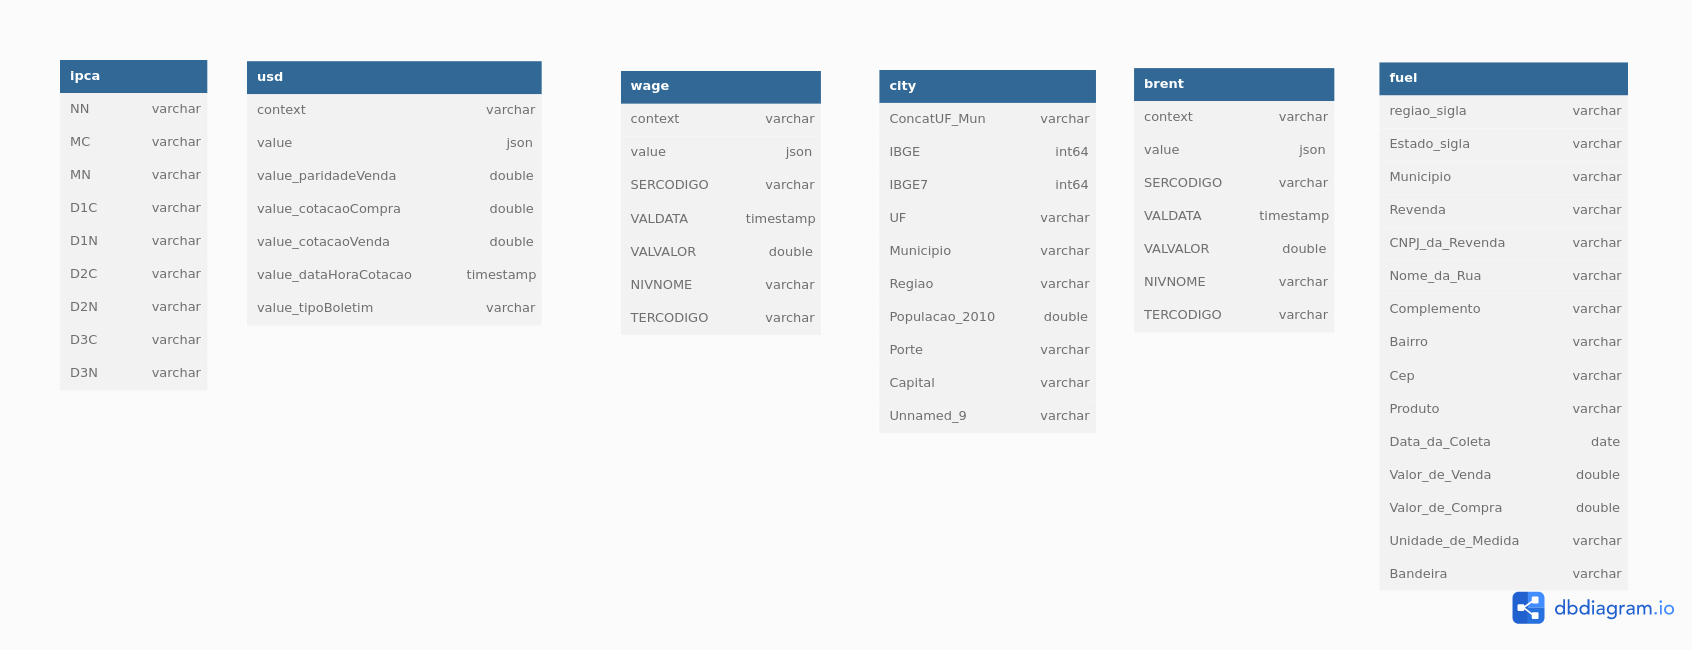 ipca
NN varchar
MC varchar
MN varchar
D1C varchar
D1N varchar
D2C varchar
D2N varchar
D3C varchar
D3N varchar
usd
context varchar
value json
value_paridadeVenda double
value_cotacaoCompra double
value_cotacaoVenda double
value_dataHoraCotacao timestamp
value_tipoBoletim varchar
wage
context varchar
value json
SERCODIGO varchar
VALDATA timestamp
VALVALOR double
NIVNOME varchar
TERCODIGO varchar
city
ConcatUF_Mun varchar
IBGE int64
IBGE7 int64
UF varchar
Municipio varchar
Regiao varchar
Populacao_2010 double
Porte varchar
Capital varchar
Unnamed_9 varchar
brent
context varchar
value json
SERCODIGO varchar
VALDATA timestamp
VALVALOR double
NIVNOME varchar
TERCODIGO varchar
fuel
regiao_sigla varchar
Estado_sigla varchar
Municipio varchar
Revenda varchar
CNPJ_da_Revenda varchar
Nome_da_Rua varchar
Complemento varchar
Bairro varchar
Cep varchar
Produto varchar
Data_da_Coleta date
Valor_de_Venda double
Valor_de_Compra double
Unidade_de_Medida varchar
Bandeira varchar
dbdiagram.io